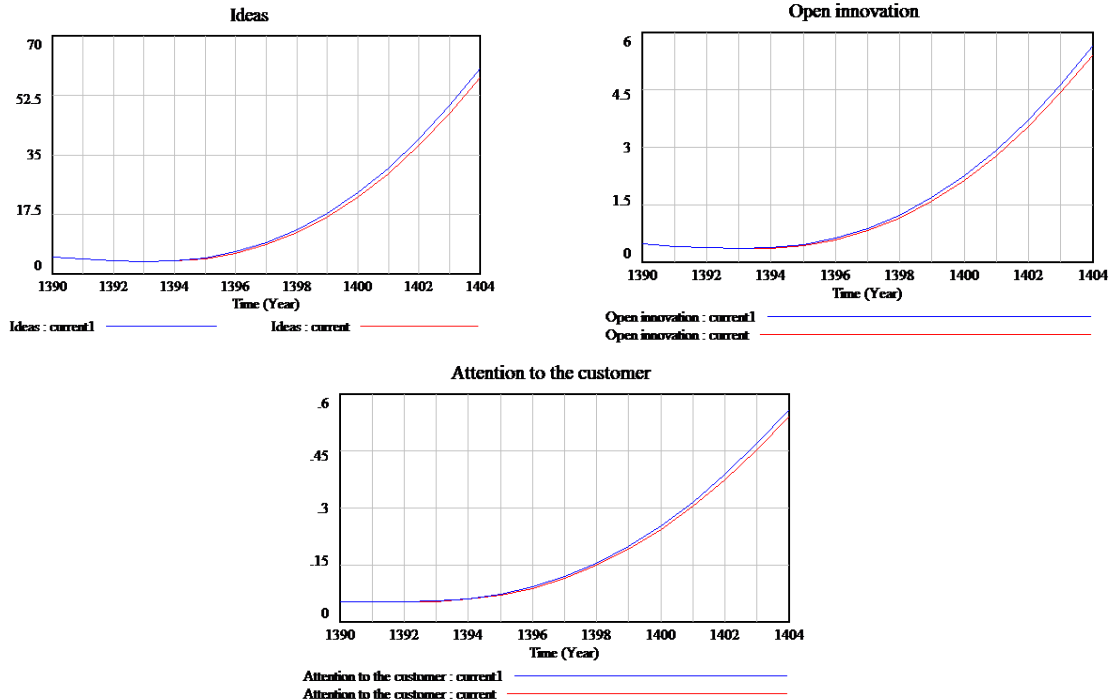 Ideas
70
52.5
35
17.5
0
1390 1392 1394 1396 1398 1400 1402 1404
Time (Year)
Ideas : current1 Ideas : current
Open innovation
6
4.5
3
1.5
0
1390 1392 1394 1396 1398 1400 1402 1404
Time (Year)
Open innovation : current1
Open innovation : current
Attention to the customer
.6
.45
.3
.15
0
1390 1392 1394 1396 1398 1400 1402 1404
Time (Year)
Attention to the customer : current1
Attention to the customer : current